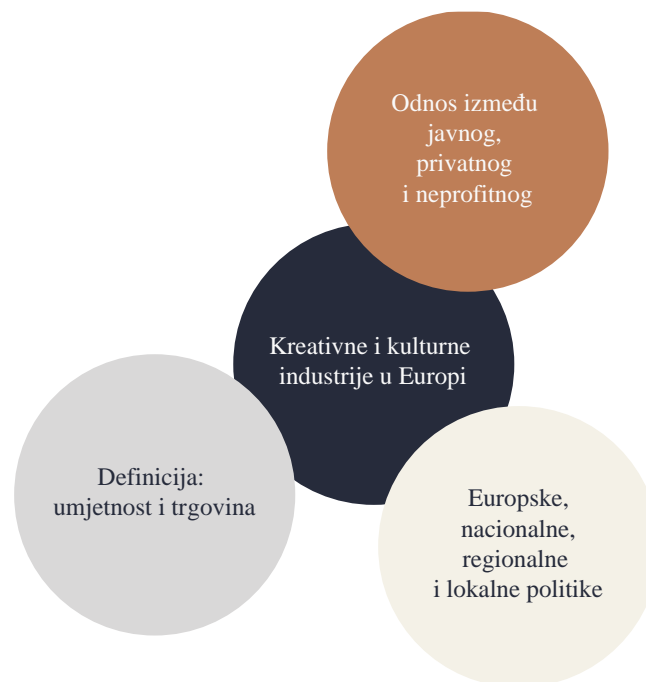 Odnos između
javnog,
privatnog
i neprofitnog
Kreativne i kulturne
industrije u Europi
Definicija:
umjetnost i trgovina
Europske,
nacionalne,
regionalne
i lokalne politike